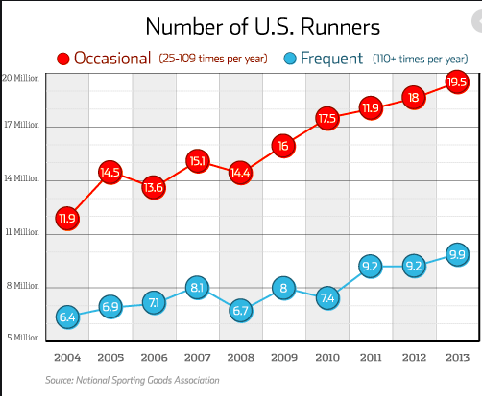 Number of U.S. Runners
Occasional (25-109 times per year) Frequent (110+ times per year)
20 Million
17 Million
14 Million
11 Million
8 Million
5 Million
11.9 14.5 13.6 15.1 14.4 16 17.5 11.9 18 19.5
6.4 6.9 7.1 8.1 6.7 8 7.4 9.2 9.2 9.9
2004 2005 2006 2007 2008 2009 2010 2011 2012 2013
Source: National Sporting Goods Association